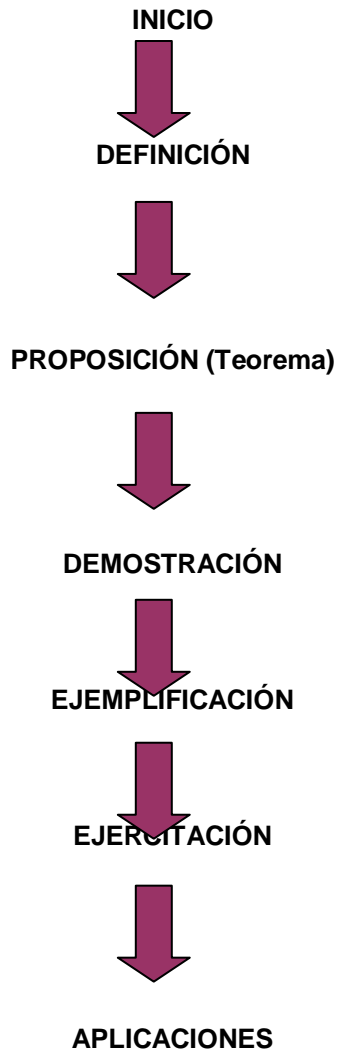 INICIO
DEFINICIÓN
PROPOSICIÓN (Teorema)
DEMOSTRACIÓN
EJEMPLIFICACIÓN
EJERCITACIÓN
APLICACIONES